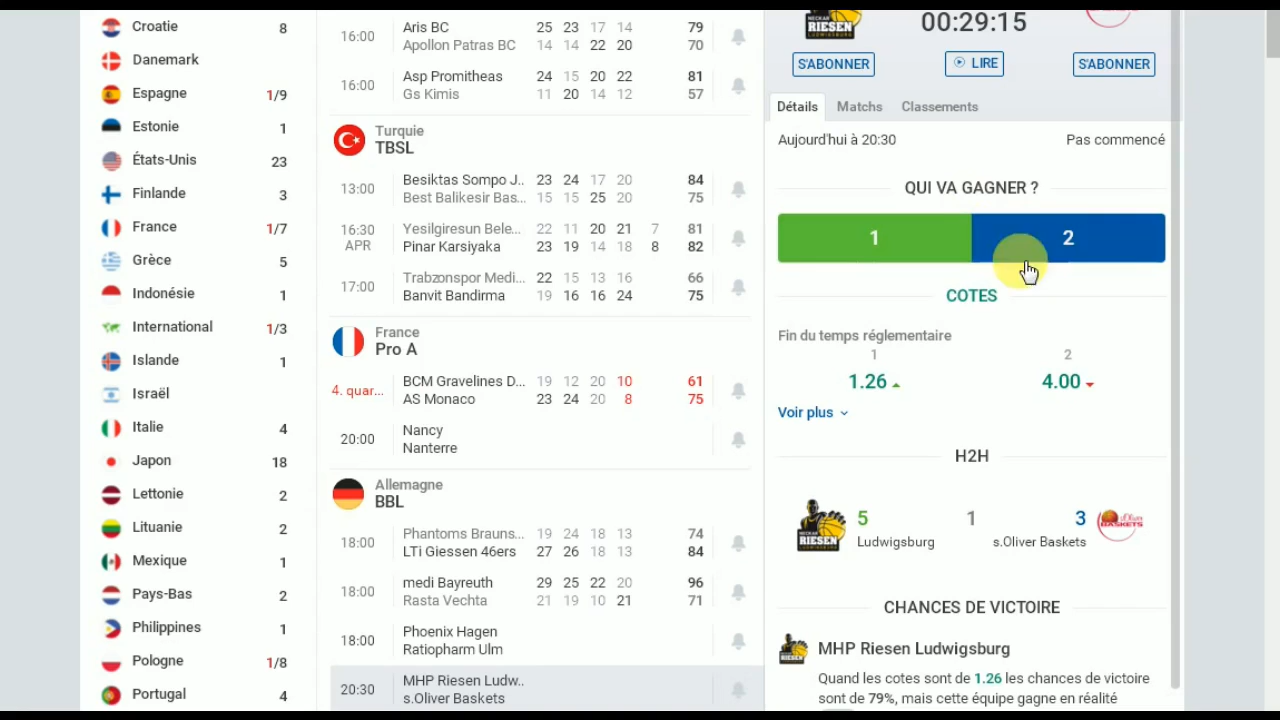 Croatie 8
Danemark
Espagne 1/9
Estonie 1
États-Unis 23
Finlande 3
France 1/7
Grèce 5
Indonésie 1
International 1/3
Islande 1
Israël
Italie 4
Japon 18
Lettonie 2
Lituanie 2
Mexique 1
Pays-Bas 2
Philippines 1
Pologne 1/8
Portugal 4
16:00
Aris BC 25 23 17 14 79
Apollon Patras BC 14 14 22 20 70
16:00
Asp Promitheas 24 15 20 22 81
Gs Kimis 11 20 14 12 57
Turquie
TBSL
13:00
Besiktas Sompo J.. 23 24 17 20 84
Best Balikesir Bas... 15 15 25 20 75
16:30
APR
Yesilgiresun Bele... 22 11 20 21 7 81
Pinar Karsiyaka 23 19 14 18 8 82
17:00
Trabzonspor Medi... 22 15 13 16 66
Banvit Bandirma 19 16 16 24 75
France
Pro A
4. quar...
BCM Gravelines D... 19 12 20 10 61
AS Monaco 23 24 20 8 75
20:00
Nancy
Nanterre
Allemagne
BBL
18:00
Phantoms Brauns... 19 24 18 13 74
LTi Giessen 46ers 27 26 18 13 84
18:00
medi Bayreuth 29 25 22 20 96
Rasta Vechta 21 19 10 21 71
18:00
Phoenix Hagen
Ratiopharm Ulm
20:30
MHP Riesen Ludw..
s.Oliver Baskets
RIESEN
LUDWIGSBURG
00:29:15
S'ABONNER
LIRE
S'ABONNER
Détails Matchs Classements
Aujourd'hui à 20:30 Pas commencé
QUI VA GAGNER ?
1 2
COTES
Fin du temps réglementaire
1 2
1.26 4.00
Voir plus
H2H
RIESEN
5 1 3
BASKETS
Ludwigsburg s.Oliver Baskets
CHANCES DE VICTOIRE
RIESEN
MHP Riesen Ludwigsburg
Quand les cotes sont de 1.26 les chances de victoire
sont de 79%, mais cette équipe gagne en réalité